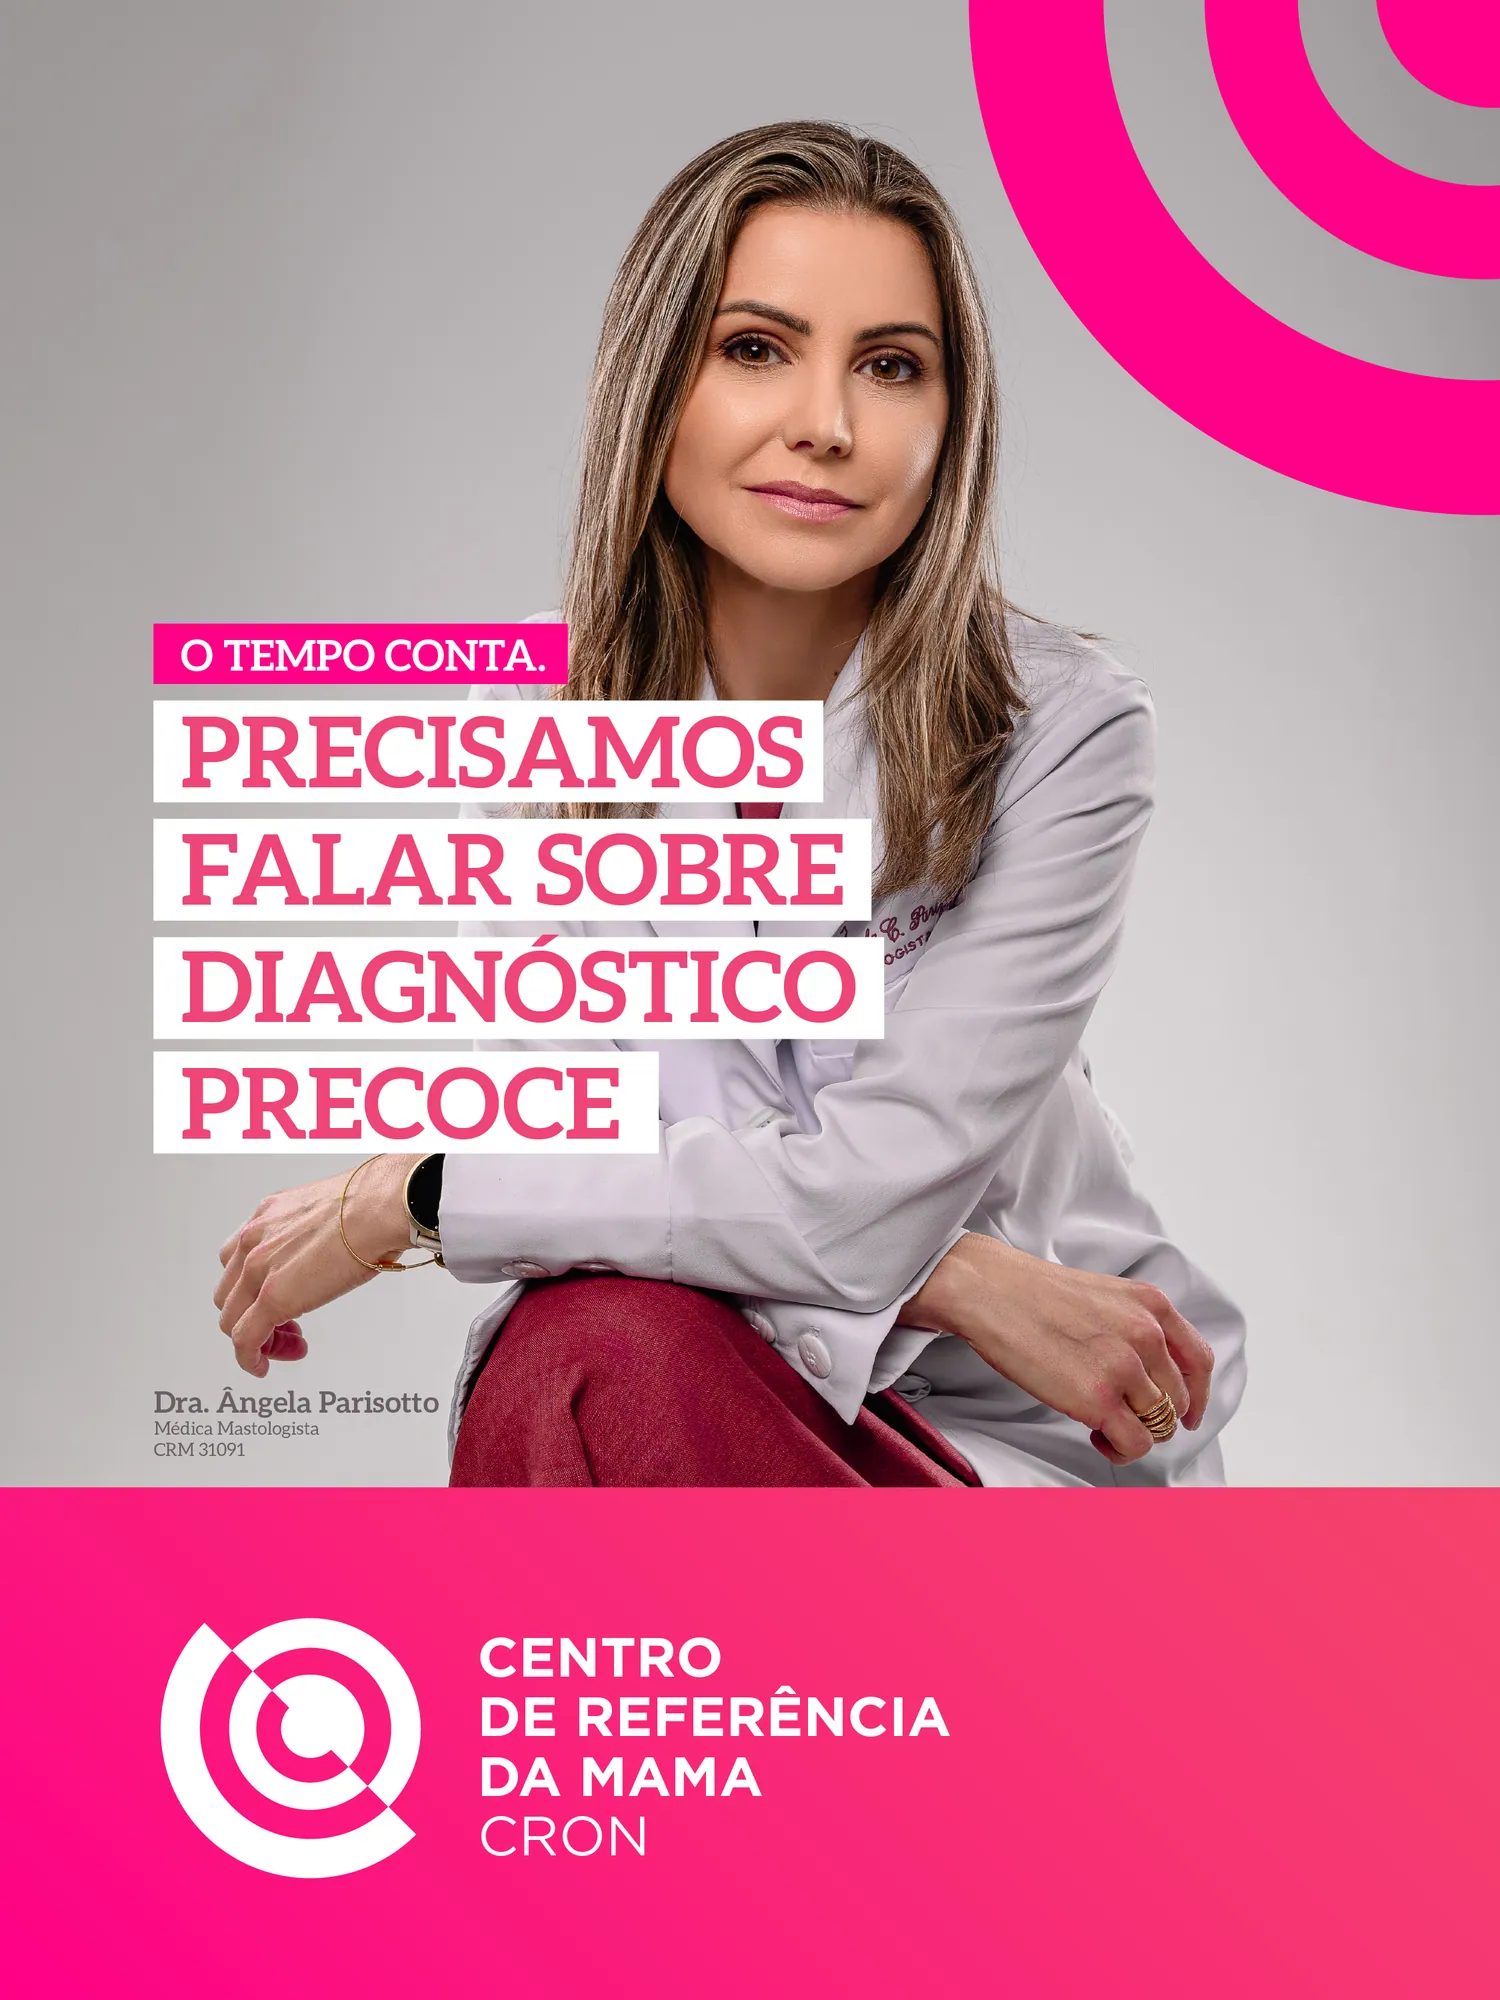 O TEMPO CONTA.
PRECISAMOS
FALAR SOBRE
DIAGNÓSTICO
PRECOCE
Dra. Ângela Parisotto
Médica Mastologista
CRM 31091
CENTRO
DE REFERÊNCIA
DA MAMA
CRON